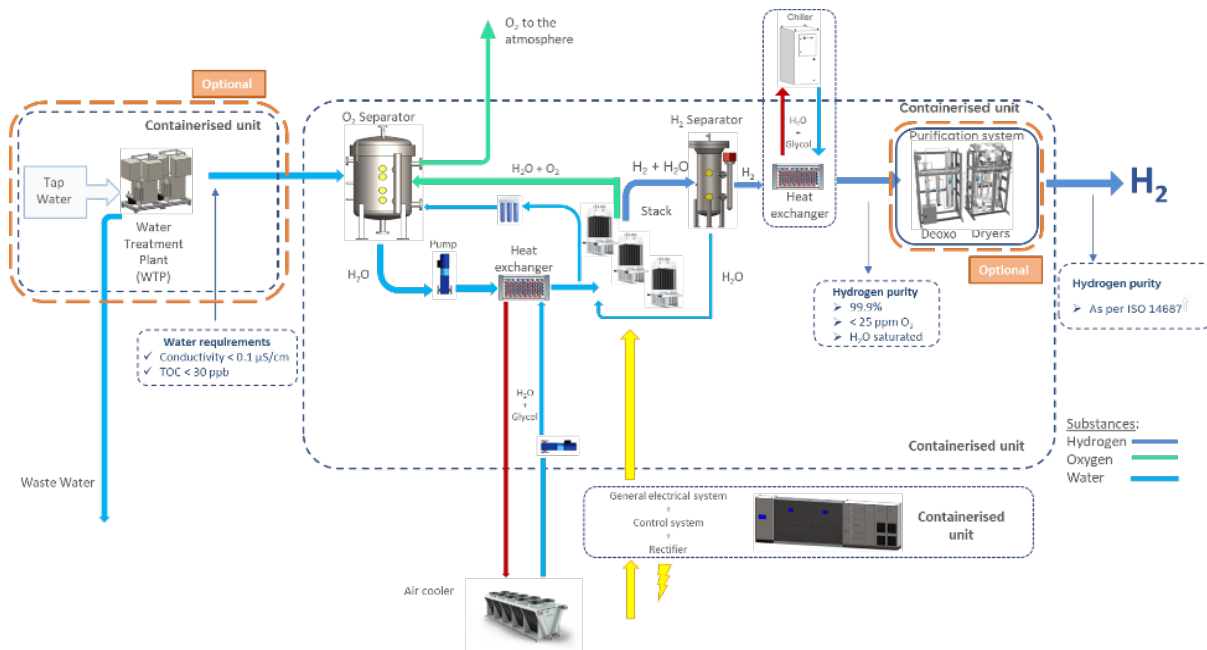 O₂ to the
atmosphere
Optional
Containerised unit
Tap
Water
Water
Treatment
Plant
(WTP)
Waste Water
Water requirements
✓ Conductivity < 0.1 µS/cm
✓ TOC < 30 ppb
O₂ Separator
H₂O + O₂
H₂O
Pump
Heat
exchanger
Stack
H₂ + H₂O
H₂ Separator
H₂
H₂O
Chiller
H₂O
+
Glycol
Heat
exchanger
Containerised unit
Purification system
Deoxo Dryers
Optional
H₂
Hydrogen purity
➢ 99.9%
➢ < 25 ppm O₂
➢ H₂O saturated
Hydrogen purity
➢ As per ISO 14687
H₂O
+
Glycol
Containerised unit
Substances:
Hydrogen
Oxygen
Water
General electrical system
+
Control system
+
Rectifier
Containerised
unit
Air cooler